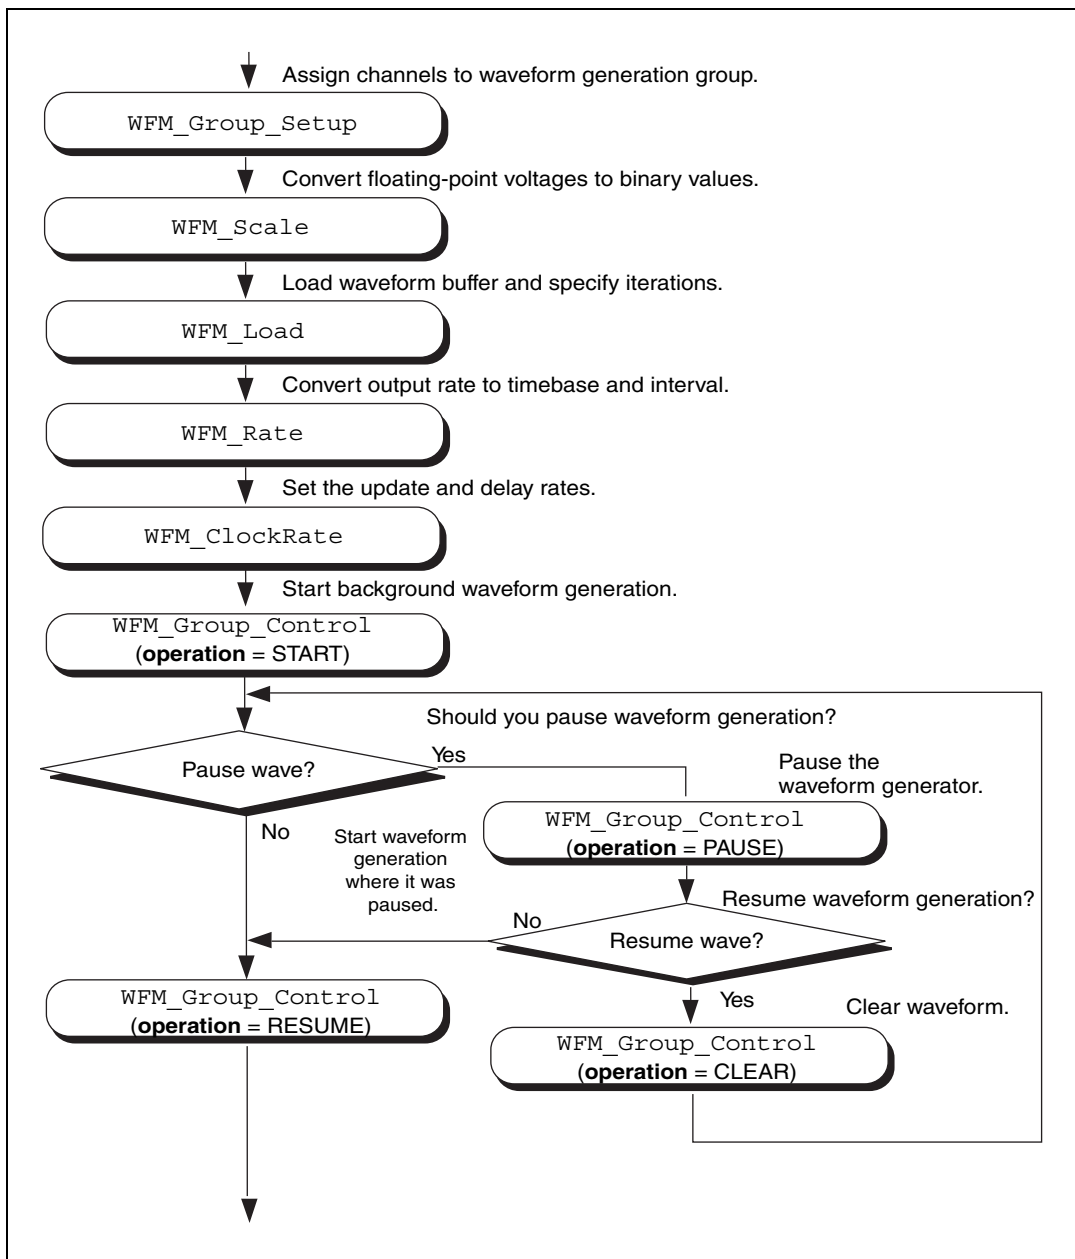 Assign channels to waveform generation group.
WFM_Group_Setup
Convert floating-point voltages to binary values.
WFM_Scale
Load waveform buffer and specify iterations.
WFM_Load
Convert output rate to timebase and interval.
WFM_Rate
Set the update and delay rates.
WFM_ClockRate
Start background waveform generation.
WFM_Group_Control
(operation = START)
Should you pause waveform generation?
Pause wave?
Yes
Pause the
waveform generator.
WFM_Group_Control
(operation = PAUSE)
No
Start waveform
generation
where it was
paused.
Resume waveform generation?
No
Resume wave?
WFM_Group_Control
(operation = RESUME)
Yes
Clear waveform.
WFM_Group_Control
(operation = CLEAR)